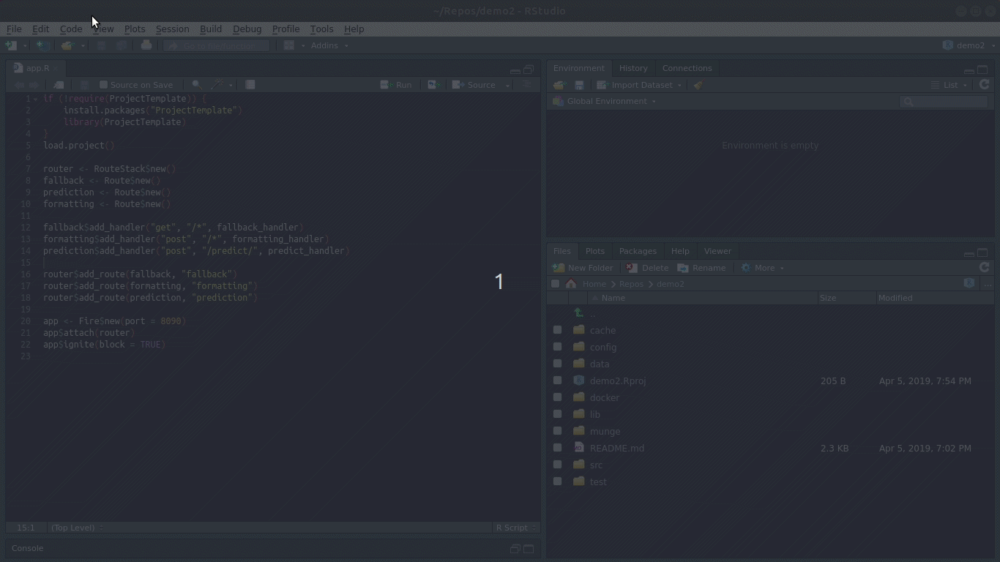 ~/Repos/demo2 - RStudio
File Edit Code View Plots Session Build Debug Profile Tools Help
Go to file/function Addins demo2
app.R
Source on Save Run Source
1 if (!require(ProjectTemplate)) {
2 install.packages("ProjectTemplate")
3 library(ProjectTemplate)
4 }
5 load.project()
6
7 router <- RouteStack$new()
8 fallback <- Route$new()
9 prediction <- Route$new()
10 formatting <- Route$new()
11
12 fallback$add_handler("get", "/*", fallback_handler)
13 formatting$add_handler("post", "/*", formatting_handler)
14 prediction$add_handler("post", "/predict/", predict_handler)
15
16 router$add_route(fallback, "fallback")
17 router$add_route(formatting, "formatting")
18 router$add_route(prediction, "prediction")
19
20 app <- Fire$new(port = 8090)
21 app$attach(router)
22 app$ignite(block = TRUE)
23
15:1 (Top Level) R Script
Console
1
Environment History Connections
Import Dataset List
Global Environment
Environment is empty
Files Plots Packages Help Viewer
New Folder Delete Rename More
Home Repos demo2 ...
Name Size Modified
..
cache
config
data
demo2.Rproj 205 B Apr 5, 2019, 7:54 PM
docker
lib
munge
README.md 2.3 KB Apr 5, 2019, 7:02 PM
src
test